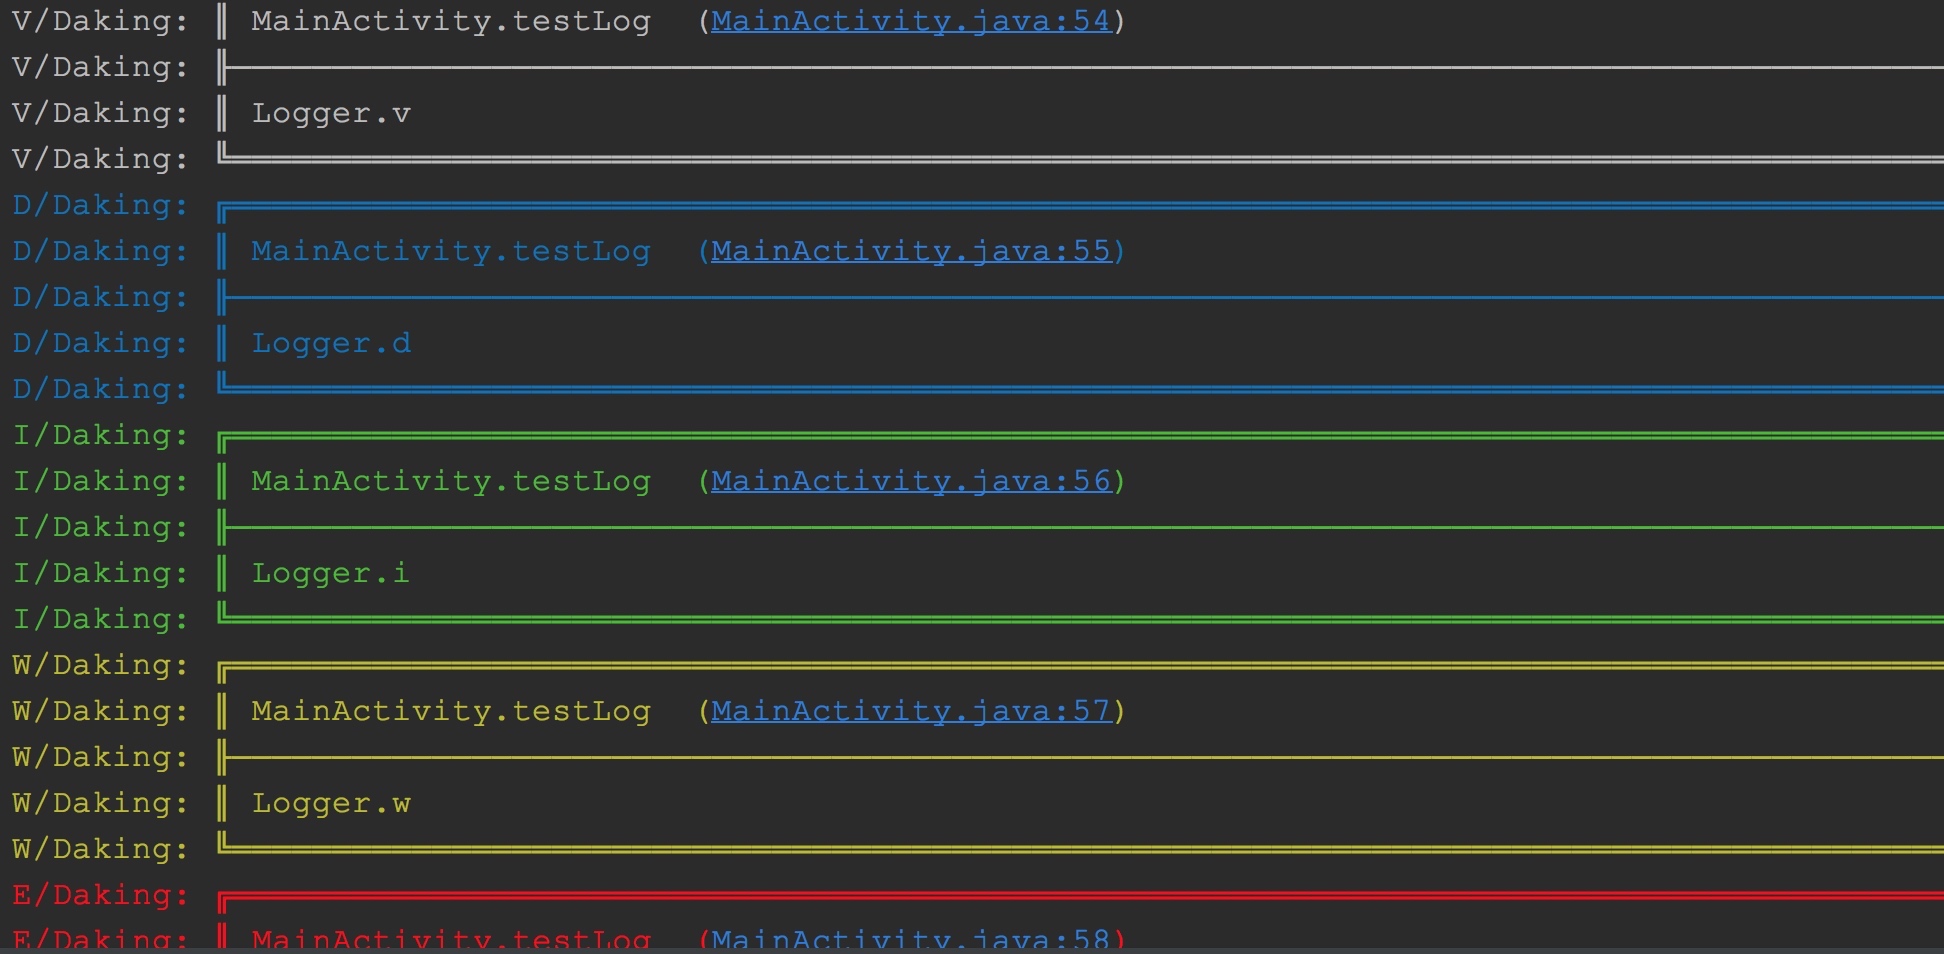 V/Daking: ║ MainActivity.testLog  (MainActivity.java:54)
V/Daking: ╟────────────────────────────────────────
V/Daking: ║ Logger.v
V/Daking: ╚════════════════════════════════════════
D/Daking: ╔════════════════════════════════════════
D/Daking: ║ MainActivity.testLog  (MainActivity.java:55)
D/Daking: ╟────────────────────────────────────────
D/Daking: ║ Logger.d
D/Daking: ╚════════════════════════════════════════
I/Daking: ╔════════════════════════════════════════
I/Daking: ║ MainActivity.testLog  (MainActivity.java:56)
I/Daking: ╟────────────────────────────────────────
I/Daking: ║ Logger.i
I/Daking: ╚════════════════════════════════════════
W/Daking: ╔════════════════════════════════════════
W/Daking: ║ MainActivity.testLog  (MainActivity.java:57)
W/Daking: ╟────────────────────────────────────────
W/Daking: ║ Logger.w
W/Daking: ╚════════════════════════════════════════
E/Daking: ╔════════════════════════════════════════
E/Daking: ║ MainActivity.testLog  (MainActivity.java:58)